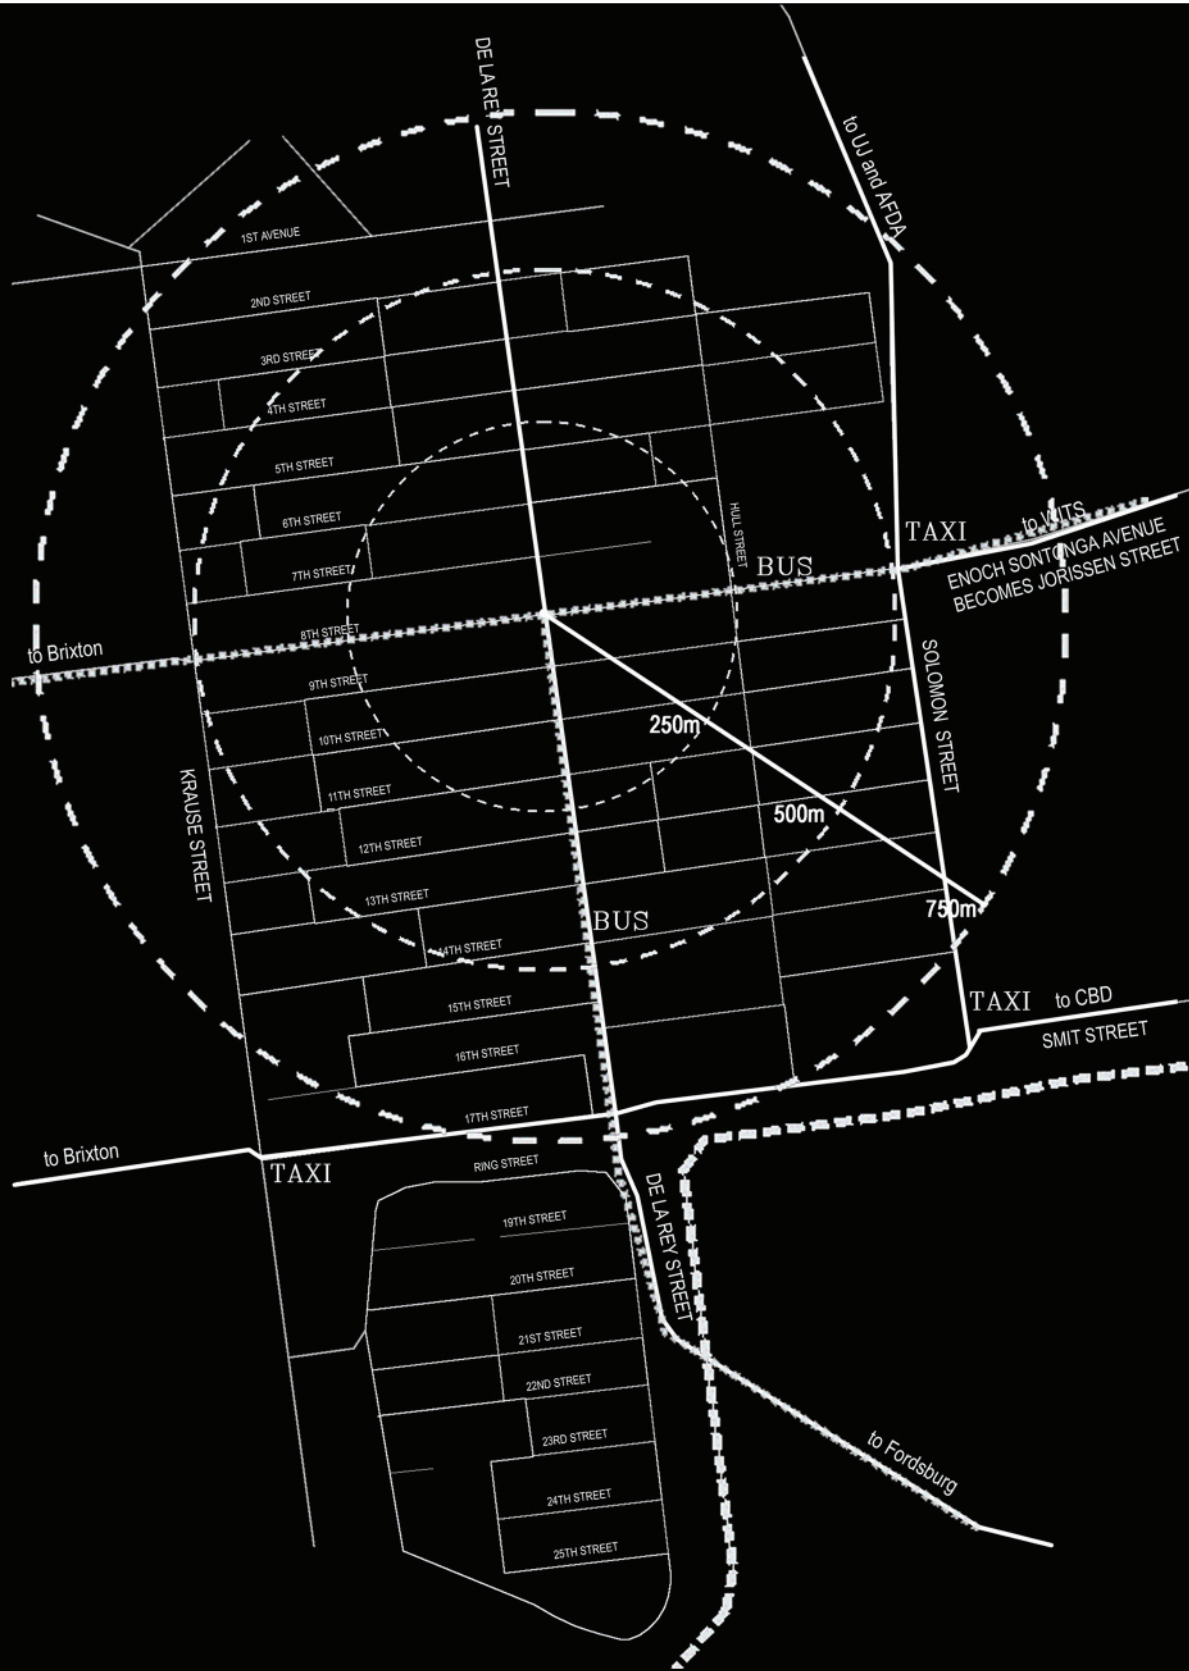 DE LA REY STREET
to UJ and AFDA
1ST AVENUE
2ND STREET
3RD STREET
4TH STREET
5TH STREET
6TH STREET
7TH STREET
HULL STREET
TAXI
to WITS
BUS
ENOCH SONTONGA AVENUE
BECOMES JORISSEN STREET
8TH STREET
to Brixton
9TH STREET
SOLOMON STREET
250m
10TH STREET
KRAUSE STREET
11TH STREET
500m
12TH STREET
13TH STREET
750m
BUS
14TH STREET
15TH STREET
TAXI
to CBD
SMIT STREET
16TH STREET
17TH STREET
to Brixton
TAXI
RING STREET
DE LA REY STREET
19TH STREET
20TH STREET
21ST STREET
22ND STREET
23RD STREET
to Fordsburg
24TH STREET
25TH STREET